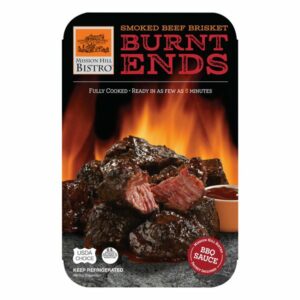 SMOKED BEEF BRISKET
BURNT
ENDS
MISSION HILL
BISTRO
FULLY COOKED • READY IN AS FEW AS 6 MINUTES
USDA
CHOICE
KEEP REFRIGERATED
BBQ
SAUCE